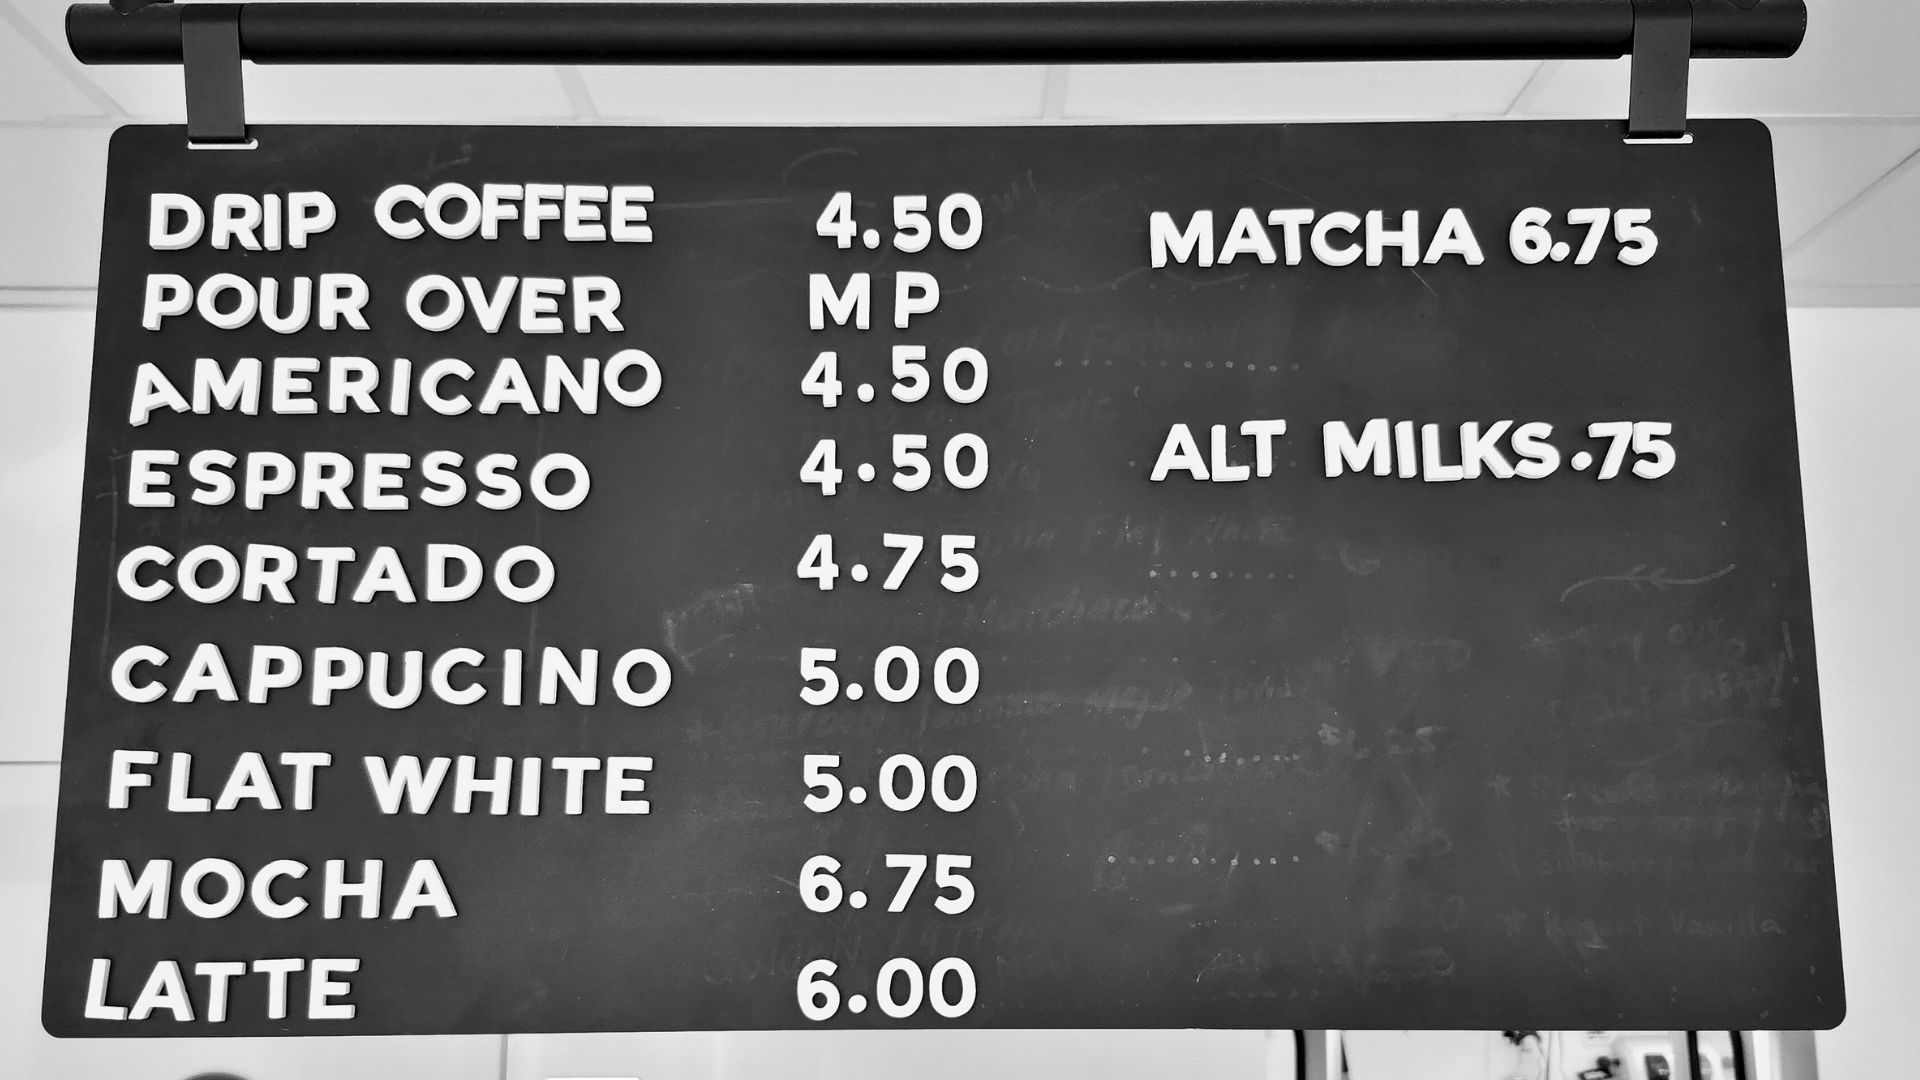 DRIP COFFEE 4.50
POUR OVER MP
AMERICANO 4.50
ESPRESSO 4.50
CORTADO 4.75
CAPPUCINO 5.00
FLAT WHITE 5.00
MOCHA 6.75
LATTE 6.00
MATCHA 6.75
ALT MILKS .75